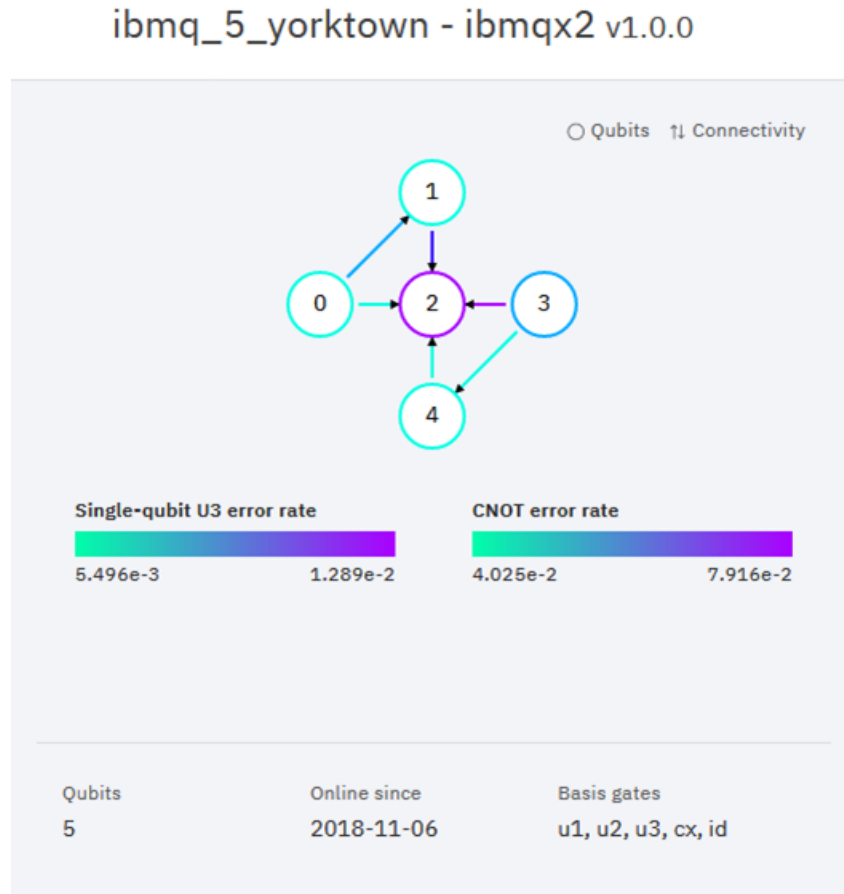 ibmq_5_yorktown - ibmqx2 v1.0.0
Qubits Connectivity
1
0 2 3
4
Single-qubit U3 error rate CNOT error rate
5.496e-3 1.289e-2 4.025e-2 7.916e-2
Qubits Online since Basis gates
5 2018-11-06 u1, u2, u3, cx, id